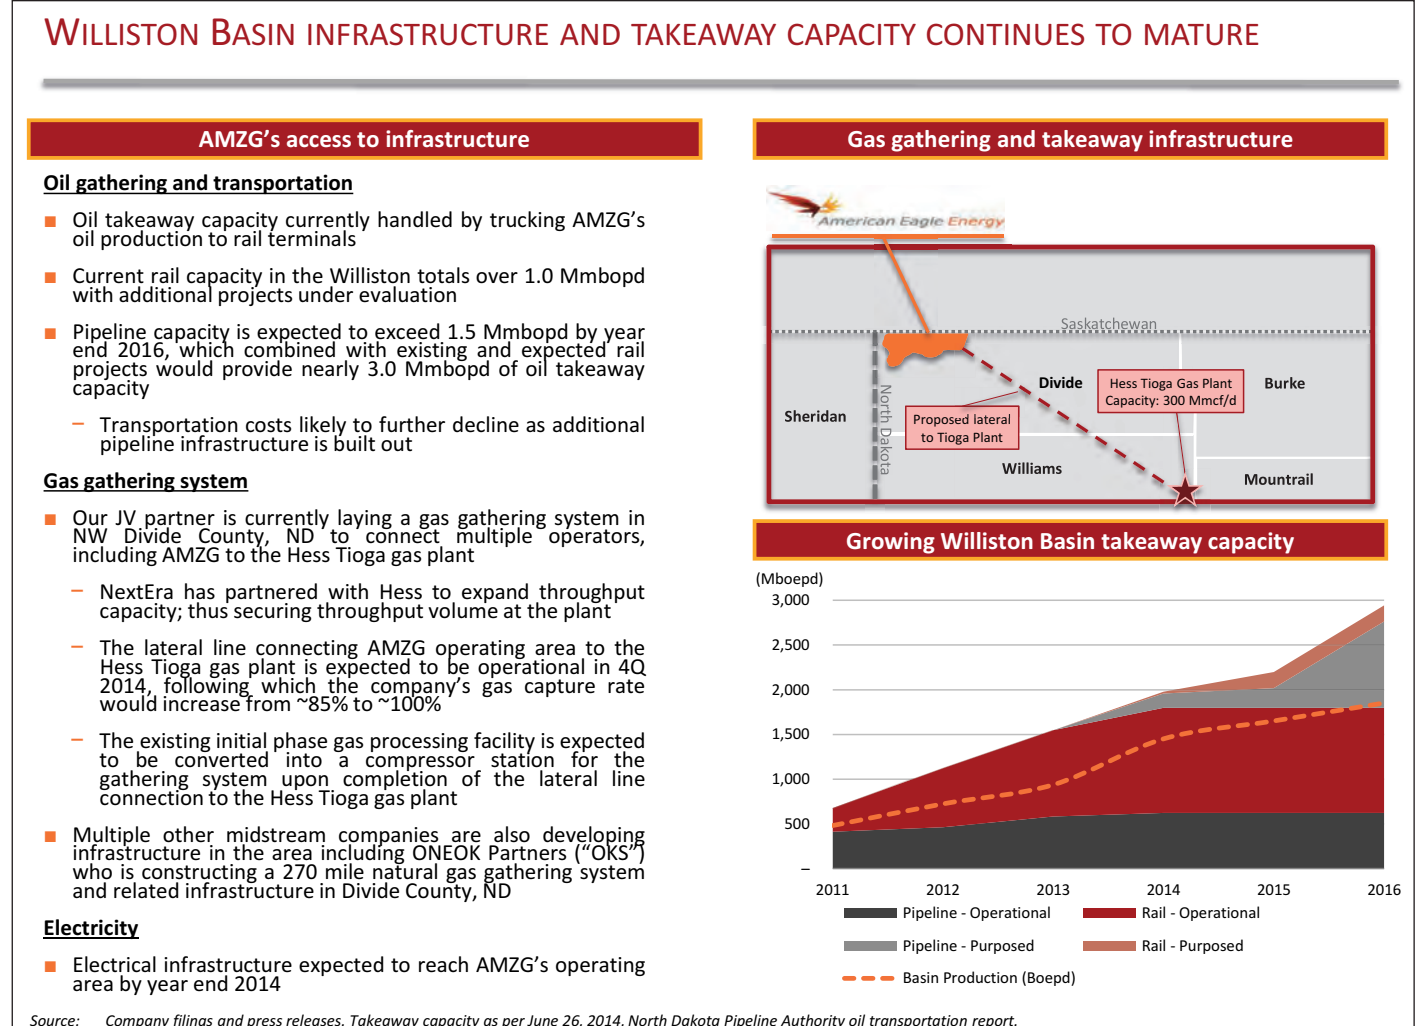 WILLISTON BASIN INFRASTRUCTURE AND TAKEAWAY CAPACITY CONTINUES TO MATURE
AMZG's access to infrastructure
Oil gathering and transportation
■ Oil takeaway capacity currently handled by trucking AMZG's
oil production to rail terminals
■ Current rail capacity in the Williston totals over 1.0 Mmbopd
with additional projects under evaluation
■ Pipeline capacity is expected to exceed 1.5 Mmbopd by year
end 2016, which combined with existing and expected rail
projects would provide nearly 3.0 Mmbopd of oil takeaway
capacity
– Transportation costs likely to further decline as additional
pipeline infrastructure is built out
Gas gathering system
■ Our JV partner is currently laying a gas gathering system in
NW Divide County, ND to connect multiple operators,
including AMZG to the Hess Tioga gas plant
– NextEra has partnered with Hess to expand throughput
capacity; thus securing throughput volume at the plant
– The lateral line connecting AMZG operating area to the
Hess Tioga gas plant is expected to be operational in 4Q
2014, following which the company's gas capture rate
would increase from ~85% to ~100%
– The existing initial phase gas processing facility is expected
to be converted into a compressor station for the
gathering system upon completion of the lateral line
connection to the Hess Tioga gas plant
■ Multiple other midstream companies are also developing
infrastructure in the area including ONEOK Partners ("OKS")
who is constructing a 270 mile natural gas gathering system
and related infrastructure in Divide County, ND
Electricity
■ Electrical infrastructure expected to reach AMZG's operating
area by year end 2014
Gas gathering and takeaway infrastructure
American Eagle Energy
Saskatchewan
North Dakota
Sheridan
Divide
Burke
Williams
Mountrail
Hess Tioga Gas Plant
Capacity: 300 Mmcf/d
Proposed lateral
to Tioga Plant
Growing Williston Basin takeaway capacity
(Mboepd)
3,000
2,500
2,000
1,500
1,000
500
–
2011 2012 2013 2014 2015 2016
Pipeline - Operational Rail - Operational
Pipeline - Purposed Rail - Purposed
Basin Production (Boepd)
Source: Company filings and press releases. Takeaway capacity as per June 26, 2014, North Dakota Pipeline Authority oil transportation report.